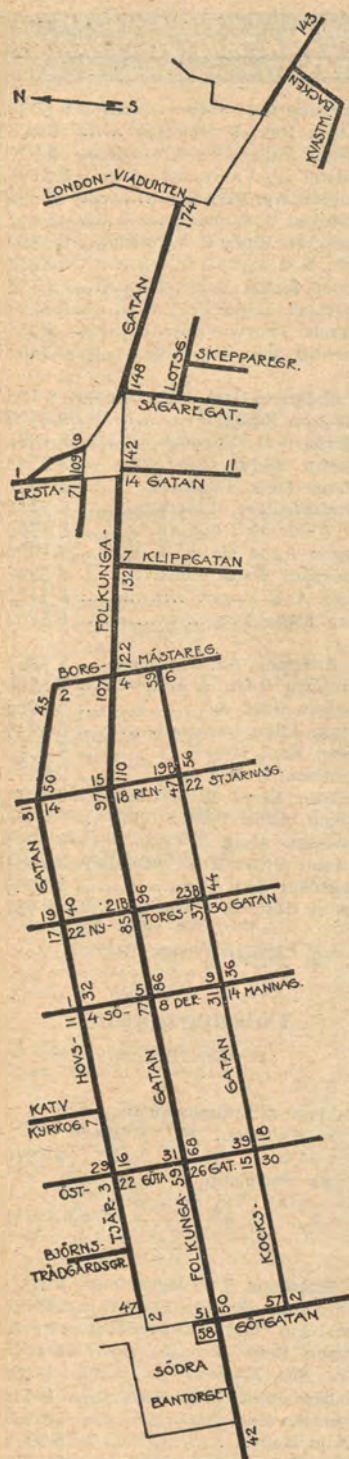 143
KVASTM. BACKEN
N S
LONDON-VIADUKTEN
174
GATAN
148
LOTSG.
SKEPPAREGR.
SÅGAREGAT.
9
109
142
1
11
ERSTA-
71
14 GATAN
FOLKUNGA-
7 KLIPPGATAN
132
122
BORG-
MÄSTAREG.
45
2
107
4
59
6
50
15
110
19B
56
31
14
97
18 REN-
47
22 STJÄRNASG.
GATAN
19
40
21B
96
23B
44
17
22 NY-
85
TORGS-
37
30 GATAN
32
5
86
9
36
11
4 SÖ-
77
8 DER-
31
14 MANNAG.
HOVS-
GATAN
GATAN
KAT V
KYRKOG.
7
29
16
31
68
39
18
ÖST-
3
22 GÖTA
59
26 GAT.
15
30
TJÄR-
FOLKUNGA-
KOCKS-
BJÖRNS-
TRÄDGÅRDSGR.
47
2
51
50
57
2
58
GÖTGATAN
SÖDRA
BANTORGET
42